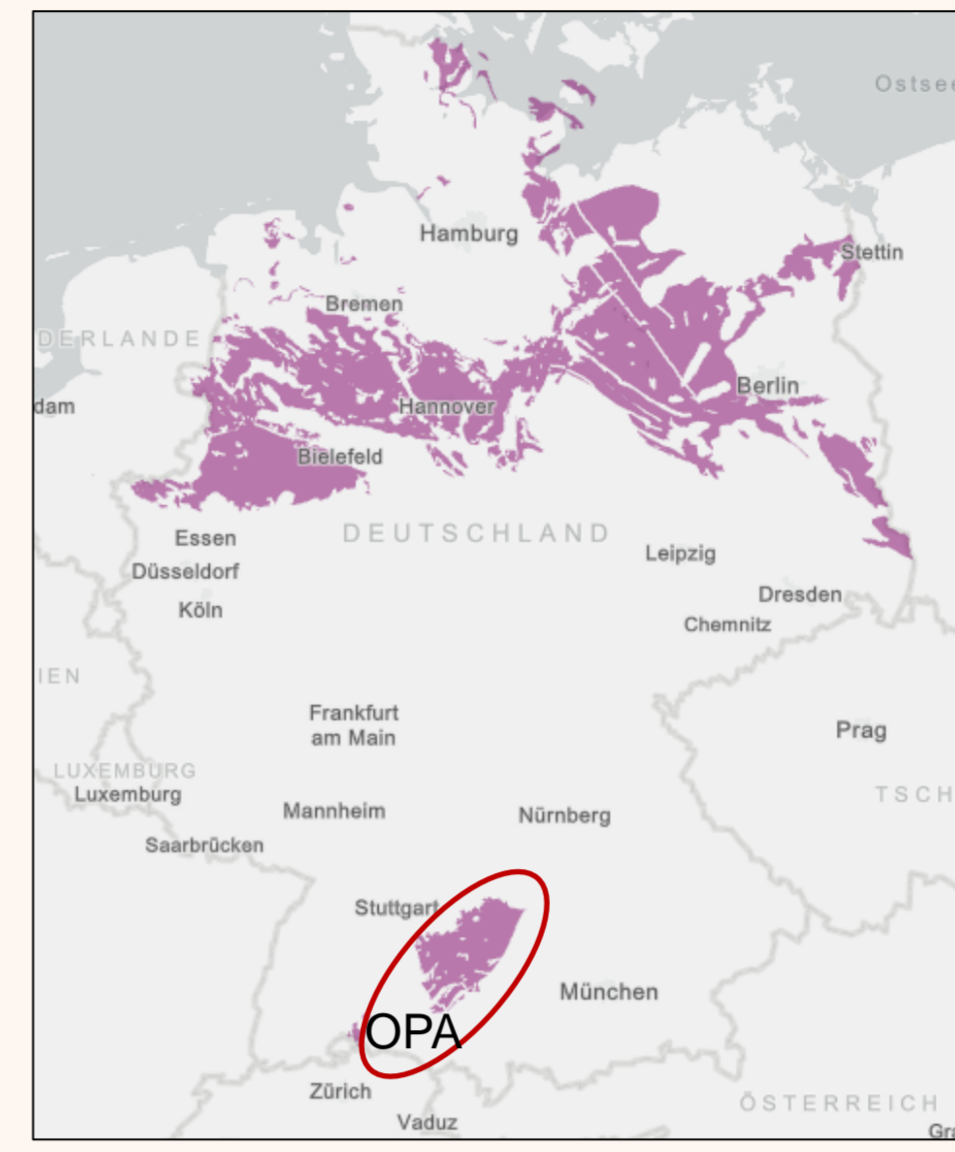 Ostsee
Hamburg
Stettin
Bremen
DERLANDE
Berlin
dam
Hannover
Bielefeld
DEUTSCHLAND
Essen
Leipzig
Düsseldorf
Dresden
Köln
Chemnitz
IEN
Frankfurt
am Main
Prag
LUXEMBURG
Luxemburg
TSCH
Mannheim
Nürnberg
Saarbrücken
Stuttgart
München
OPA
Zürich
ÖSTERREICH
Vaduz
Gra